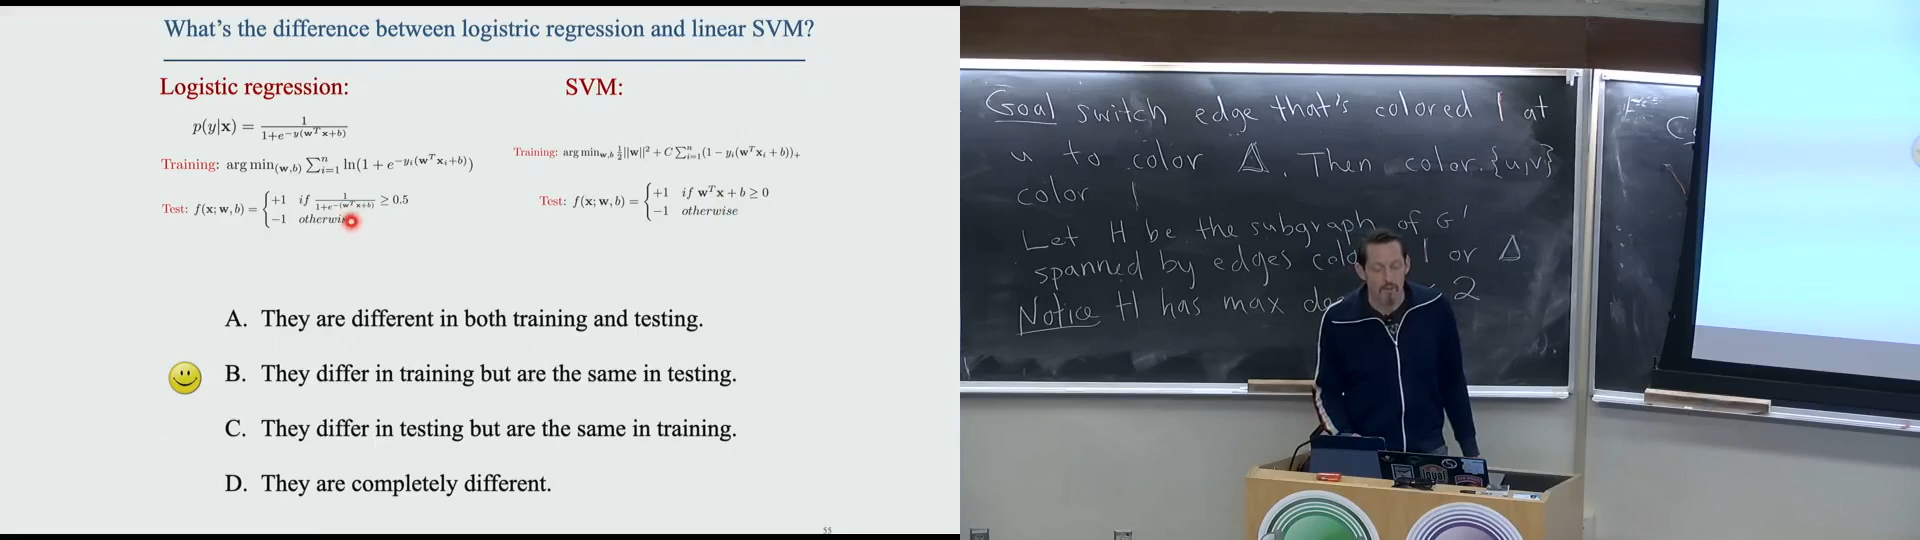 What's the difference between logistric regression and linear SVM?
Logistic regression:
p(y|x) = 1/(1+e^{-y(w^T x+b)})
Training: arg min_{(w,b)} ∑_{i=1}^{n} ln(1 + e^{-y_i(w^T x_i+b)})
Test: f(x; w, b) = { +1 if 1/(1+e^{-(w^T x+b)}) ≥ 0.5
−1
SVM:
Training: arg min_{w,b} 1/2||w||^2 + C ∑_{i=1}^{n} (1 − y_i(w^T x_i + b))_+
Test: f(x; w, b) = { +1 if w^T x + b ≥ 0
−1 otherwise
A. They are different in both training and testing.
B. They differ in training but are the same in testing.
C. They differ in testing but are the same in training.
D. They are completely different.
55
Goal switch edge that's colored 1 at
u to color Δ. Then color {u,v}
color 1
Let H be the subgraph of G'
spanned by edges 1 or Δ
Notice H has max 2